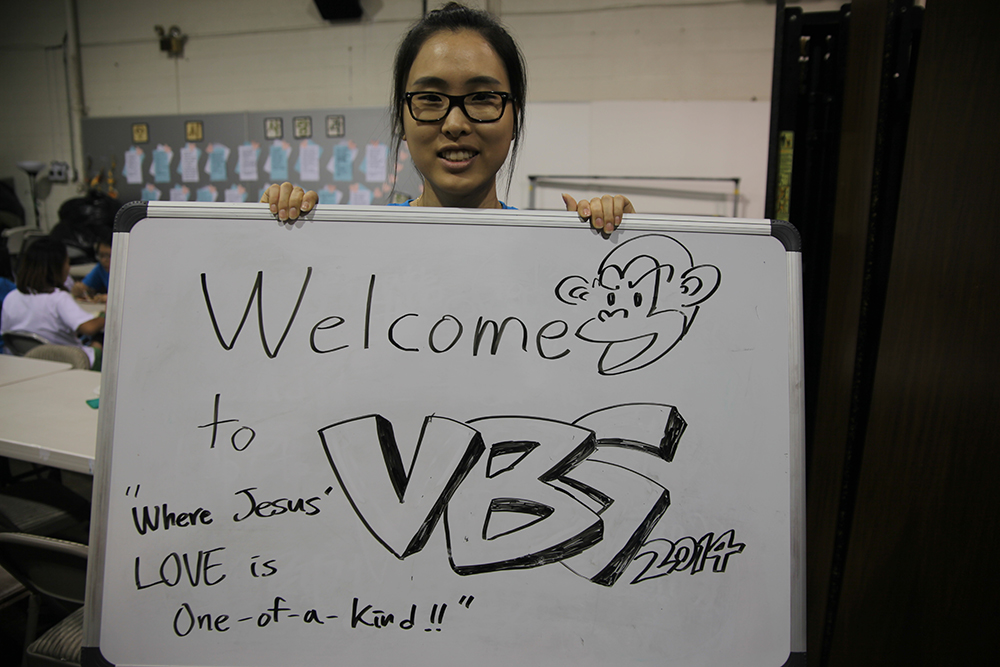 Welcome
to VBS 2014
"Where Jesus'
LOVE is
One-of-a-Kind!!"